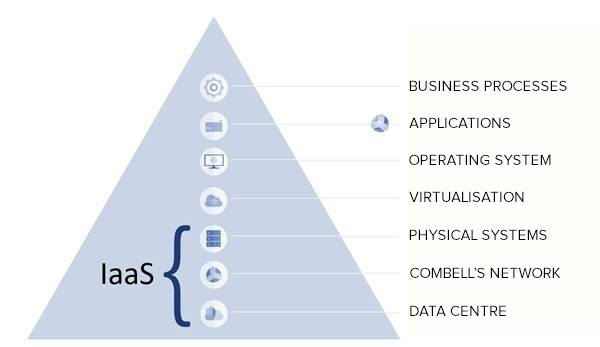 BUSINESS PROCESSES
APPLICATIONS
OPERATING SYSTEM
VIRTUALISATION
PHYSICAL SYSTEMS
IaaS
COMBELL'S NETWORK
DATA CENTRE